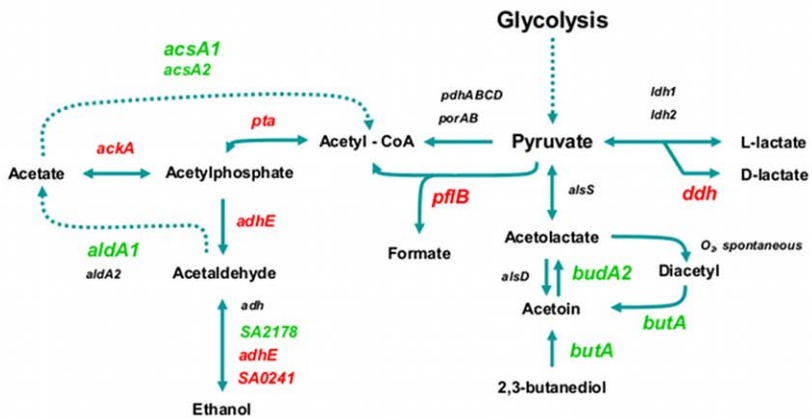 Glycolysis
acsA1
acsA2
pdhABCD
porAB
ldh1
ldh2
pta
Acetyl - CoA
Pyruvate
L-lactate
ackA
Acetate
Acetylphosphate
D-lactate
ddh
pflB
alsS
adhE
aldA1
aldA2
Formate
Acetolactate
O₂, spontaneous
Acetaldehyde
alsD
budA2
Diacetyl
adh
Acetoin
SA2178
butA
adhE
butA
SA0241
2,3-butanediol
Ethanol